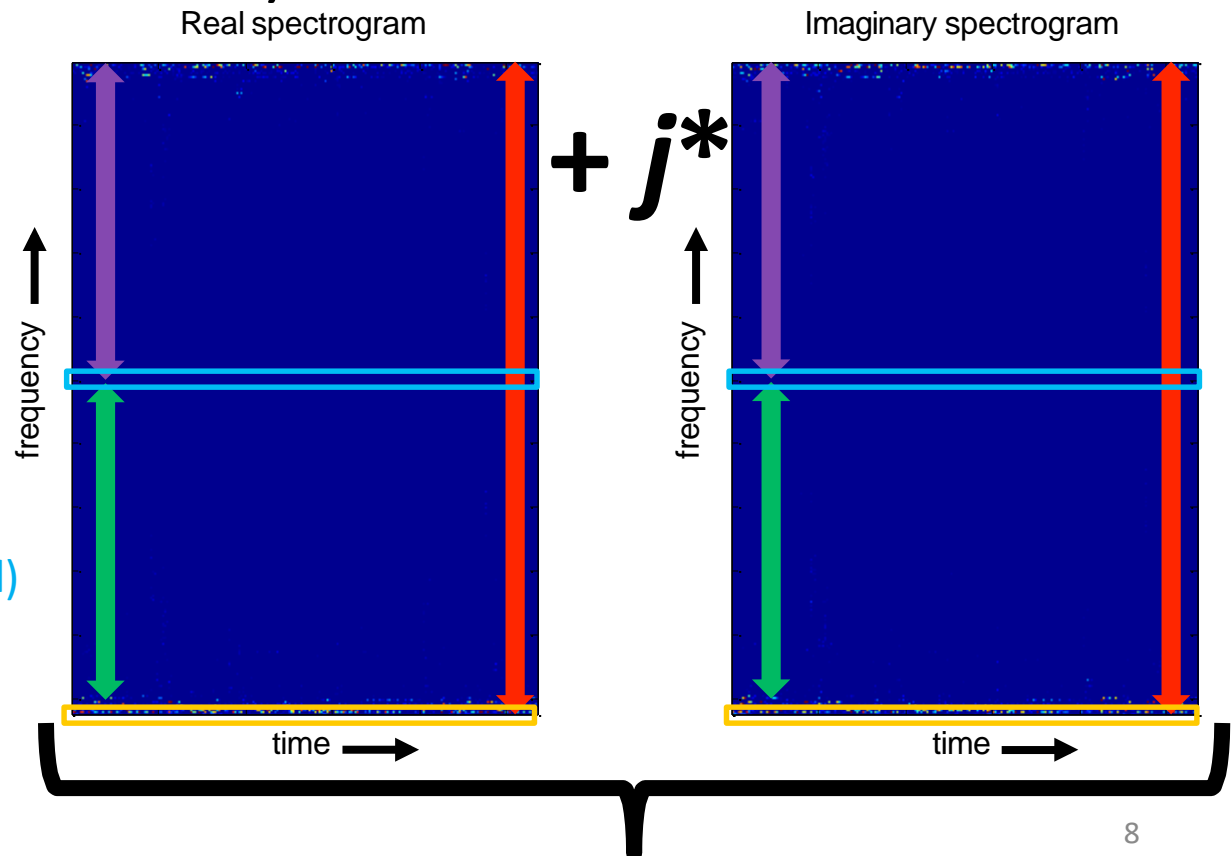 Real spectrogram
Imaginary spectrogram
+ j*
frequency
frequency
time
time
8